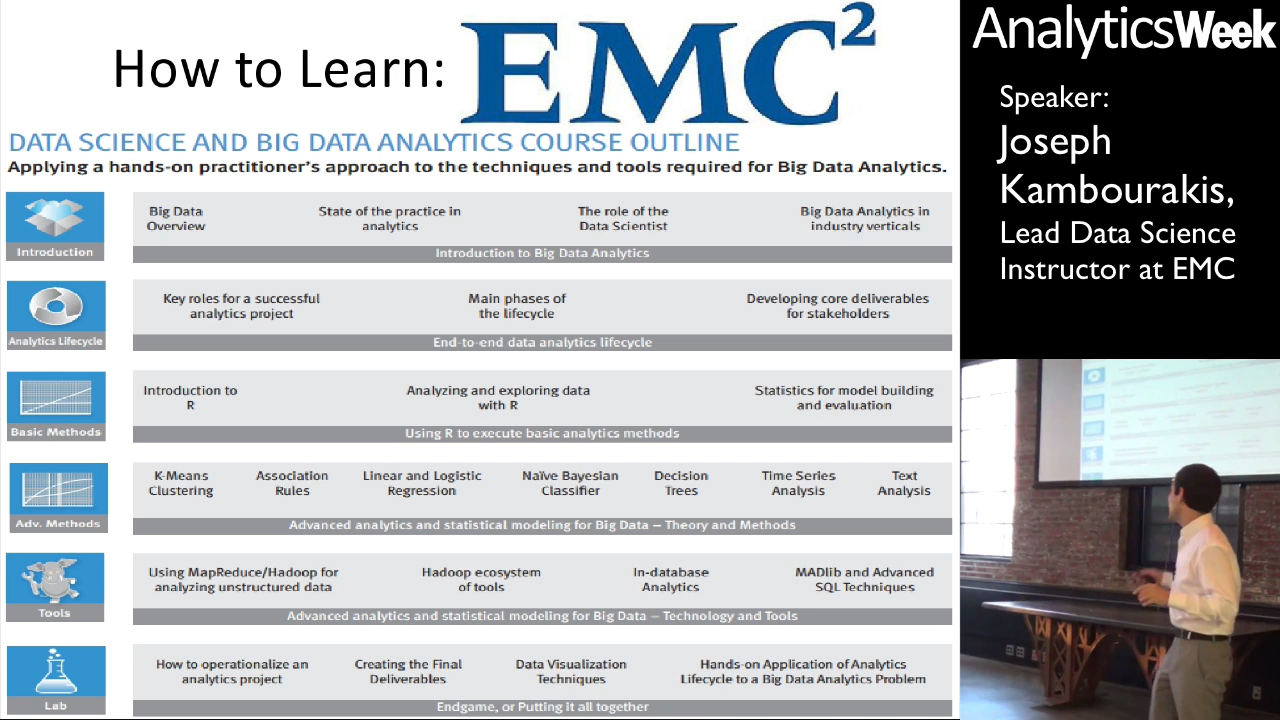 How to Learn: EMC²
DATA SCIENCE AND BIG DATA ANALYTICS COURSE OUTLINE
Applying a hands-on practitioner's approach to the techniques and tools required for Big Data Analytics.
Introduction
Big Data
Overview
State of the practice in
analytics
The role of the
Data Scientist
Big Data Analytics in
industry verticals
Introduction to Big Data Analytics
Analytics Lifecycle
Key roles for a successful
analytics project
Main phases of
the lifecycle
Developing core deliverables
for stakeholders
End-to-end data analytics lifecycle
Basic Methods
Introduction to
R
Analyzing and exploring data
with R
Statistics for model building
and evaluation
Using R to execute basic analytics methods
Adv. Methods
K-Means
Clustering
Association
Rules
Linear and Logistic
Regression
Naïve Bayesian
Classifier
Decision
Trees
Time Series
Analysis
Text
Analysis
Advanced analytics and statistical modeling for Big Data – Theory and Methods
Tools
Using MapReduce/Hadoop for
analyzing unstructured data
Hadoop ecosystem
of tools
In-database
Analytics
MADlib and Advanced
SQL Techniques
Advanced analytics and statistical modeling for Big Data – Technology and Tools
Lab
How to operationalize an
analytics project
Creating the Final
Deliverables
Data Visualization
Techniques
Hands-on Application of Analytics
Lifecycle to a Big Data Analytics Problem
Endgame, or Putting it all together
AnalyticsWeek
Speaker:
Joseph
Kambourakis,
Lead Data Science
Instructor at EMC